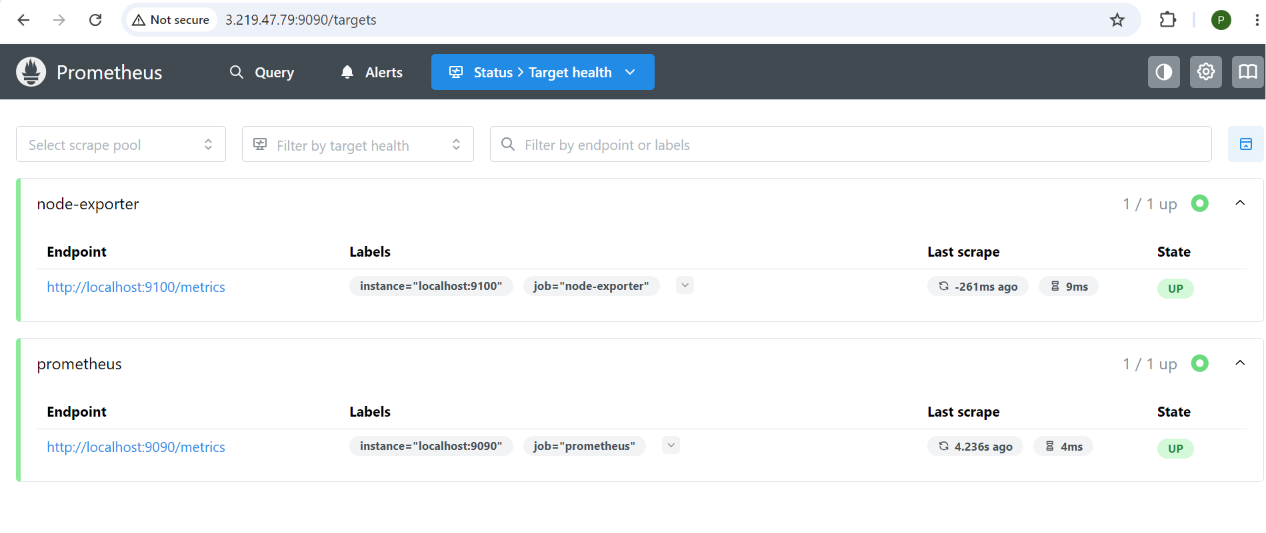 Not secure 3.219.47.79:9090/targets P
Prometheus Query Alerts Status > Target health
Select scrape pool Filter by target health Filter by endpoint or labels
node-exporter 1 / 1 up
Endpoint Labels Last scrape State
http://localhost:9100/metrics instance="localhost:9100" job="node-exporter" -261ms ago 9ms UP
prometheus 1 / 1 up
Endpoint Labels Last scrape State
http://localhost:9090/metrics instance="localhost:9090" job="prometheus" 4.236s ago 4ms UP